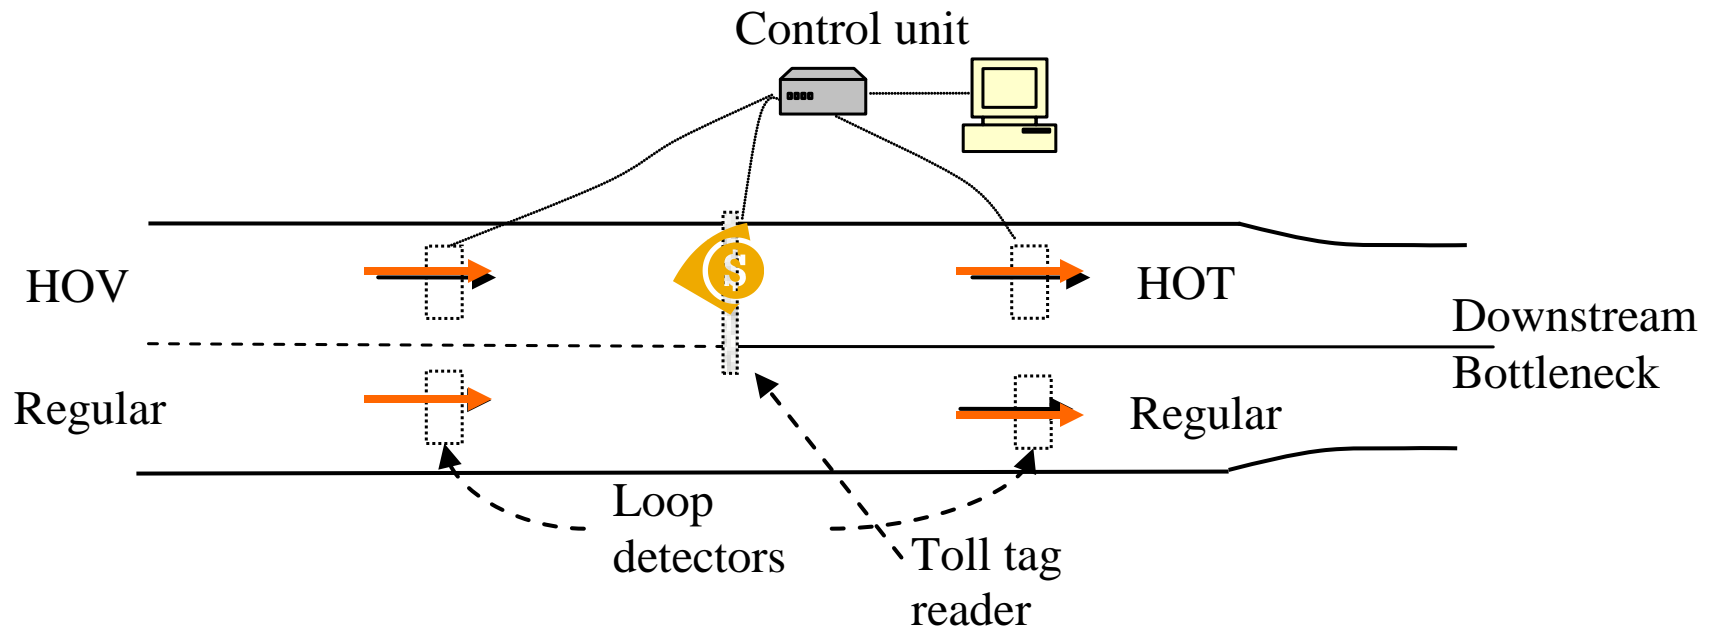 Control unit
HOV
$
HOT
Downstream
Bottleneck
Regular
Regular
Loop
detectors
Toll tag
reader